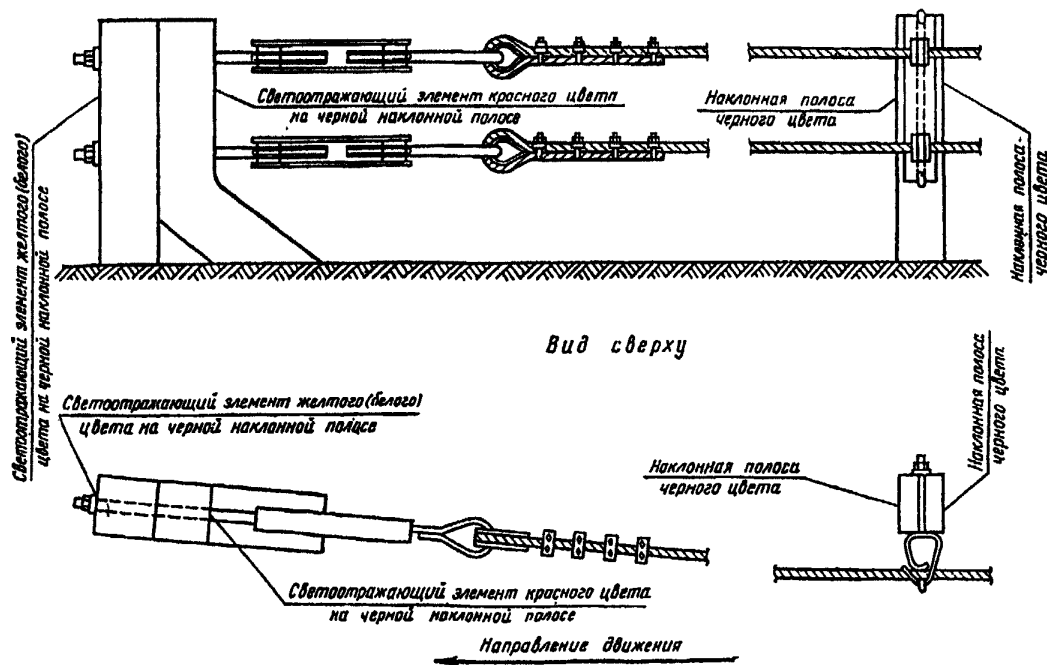 Светоотражающий элемент красного цвета
на черной наклонной полосе
Наклонная полоса
черного цвета
Наклонная полоса-
черного цвета
Светоотражающий элемент желтого (белого)
цвета на черной наклонной полосе
Вид сверху
Светоотражающий элемент желтого (белого)
цвета на черной наклонной полосе
Наклонная полоса
черного цвета
Наклонная полоса
черного цвета
Светоотражающий элемент красного цвета
на черной наклонной полосе
Направление движения